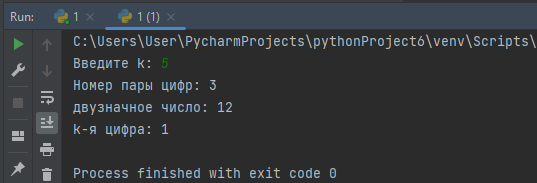 Run: 1 1 (1)
C:\Users\User\PycharmProjects\pythonProject6\venv\Scripts\
Введите k: 5
Номер пары цифр: 3
двузначное число: 12
k-я цифра: 1
Process finished with exit code 0